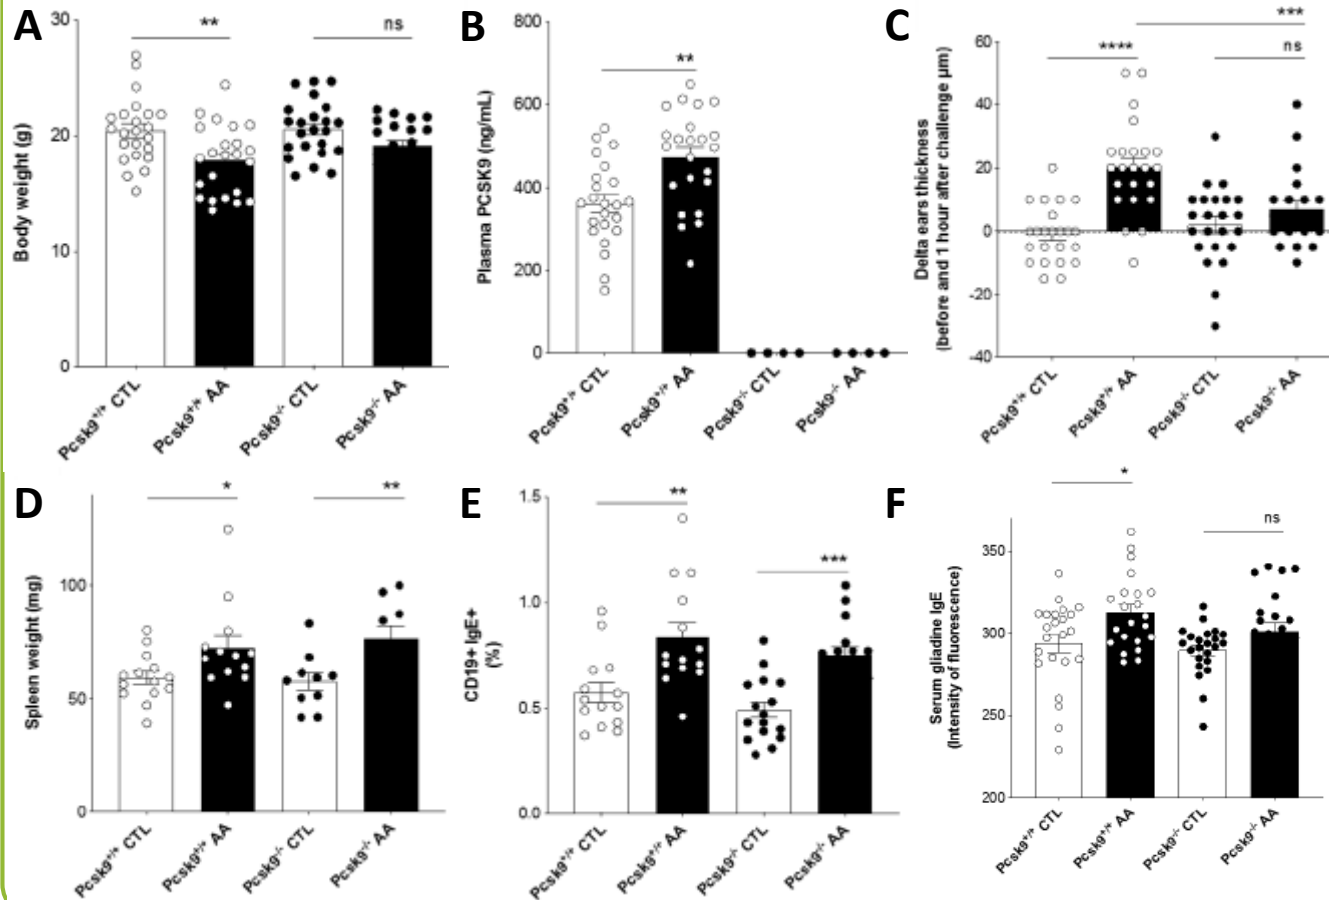 A
Body weight (g)
30
20
10
0
**
ns
Pcsk9+/+ CTL
Pcsk9+/+ AA
Pcsk9-/- CTL
Pcsk9-/- AA
B
Plasma PCSK9 (ng/mL)
800
600
400
200
0
**
Pcsk9+/+ CTL
Pcsk9+/+ AA
Pcsk9-/- CTL
Pcsk9-/- AA
C
Delta ears thickness
(before and 1 hour after challenge µm)
60
40
20
0
-20
-40
***
****
ns
Pcsk9+/+ CTL
Pcsk9+/+ AA
Pcsk9-/- CTL
Pcsk9-/- AA
D
Spleen weight (mg)
100
50
0
*
**
Pcsk9+/+ CTL
Pcsk9+/+ AA
Pcsk9-/- CTL
Pcsk9-/- AA
E
CD19+ IgE+
(%)
1.5
1.0
0.5
0.0
**
***
Pcsk9+/+ CTL
Pcsk9+/+ AA
Pcsk9-/- CTL
Pcsk9-/- AA
F
Serum gliadine IgE
(Intensity of fluorescence)
350
300
250
200
*
ns
Pcsk9+/+ CTL
Pcsk9+/+ AA
Pcsk9-/- CTL
Pcsk9-/- AA